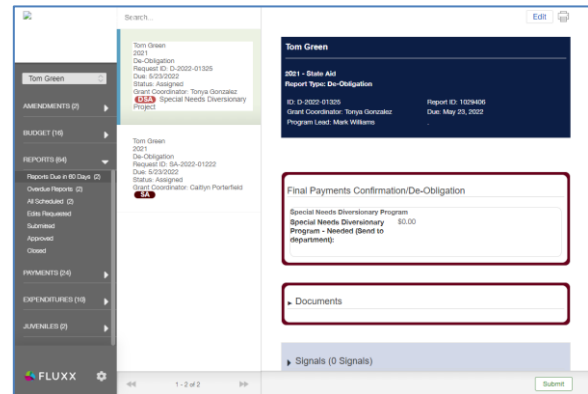 Search...
Edit
Tom Green
AMENDMENTS (2)
BUDGET (16)
REPORTS (64)
Reports Due in 60 Days (2)
Overdue Reports (2)
All Scheduled (2)
Edits Requested
Submitted
Approved
Closed
PAYMENTS (24)
EXPENDITURES (10)
JUVENILES (2)
FLUXX
Tom Green
2021
De-Obligation
Request ID: D-2022-01325
Due: 5/23/2022
Status: Assigned
Grant Coordinator: Tonya Gonzalez
DSA Special Needs Diversionary
Project
Tom Green
2021
De-Obligation
Request ID: SA-2022-01222
Due: 5/23/2022
Status: Assigned
Grant Coordinator: Caitlyn Porterfield
SA
1 - 2 of 2
Tom Green
2021 - State Aid
Report Type: De-Obligation
ID: D-2022-01325
Report ID: 1029406
Grant Coordinator: Tonya Gonzalez
Due: May 23, 2022
Program Lead: Mark Williams
Final Payments Confirmation/De-Obligation
Special Needs Diversionary Program
Special Needs Diversionary $0.00
Program - Needed (Send to
department):
Documents
Signals (0 Signals)
Submit